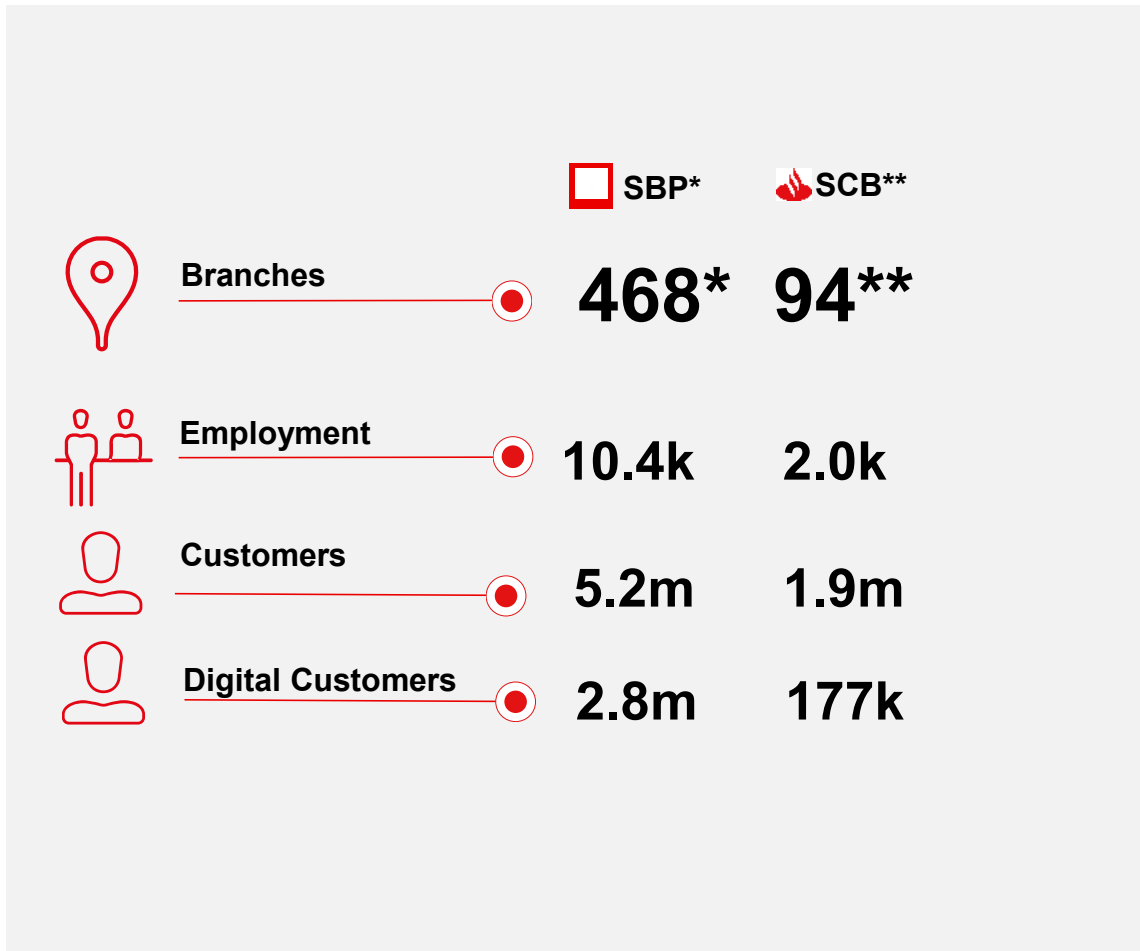 SBP* SCB**
Branches 468* 94**
Employment 10.4k 2.0k
Customers 5.2m 1.9m
Digital Customers 2.8m 177k